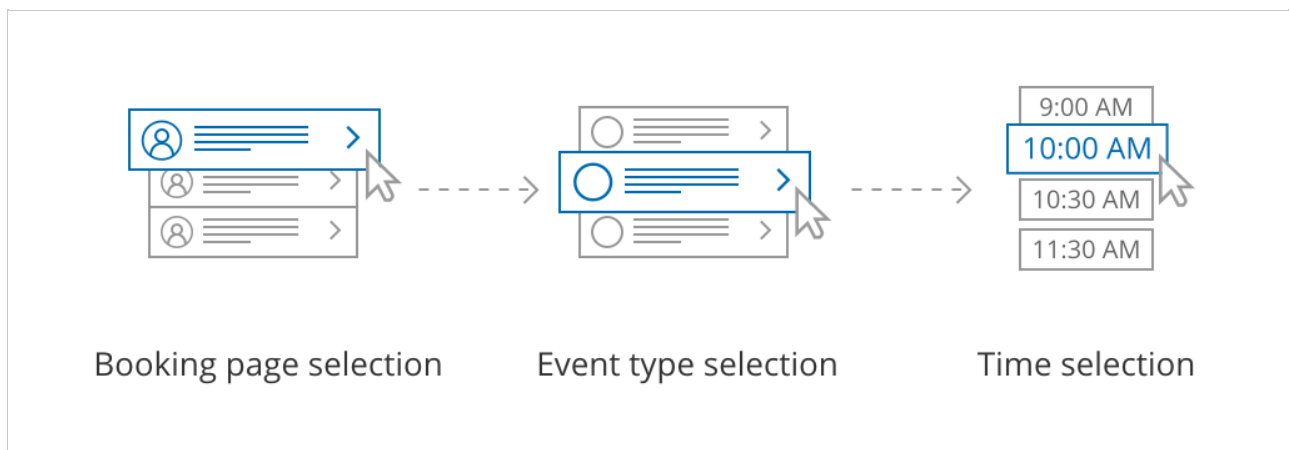 9:00 AM
10:00 AM
10:30 AM
11:30 AM
Booking page selection
Event type selection
Time selection